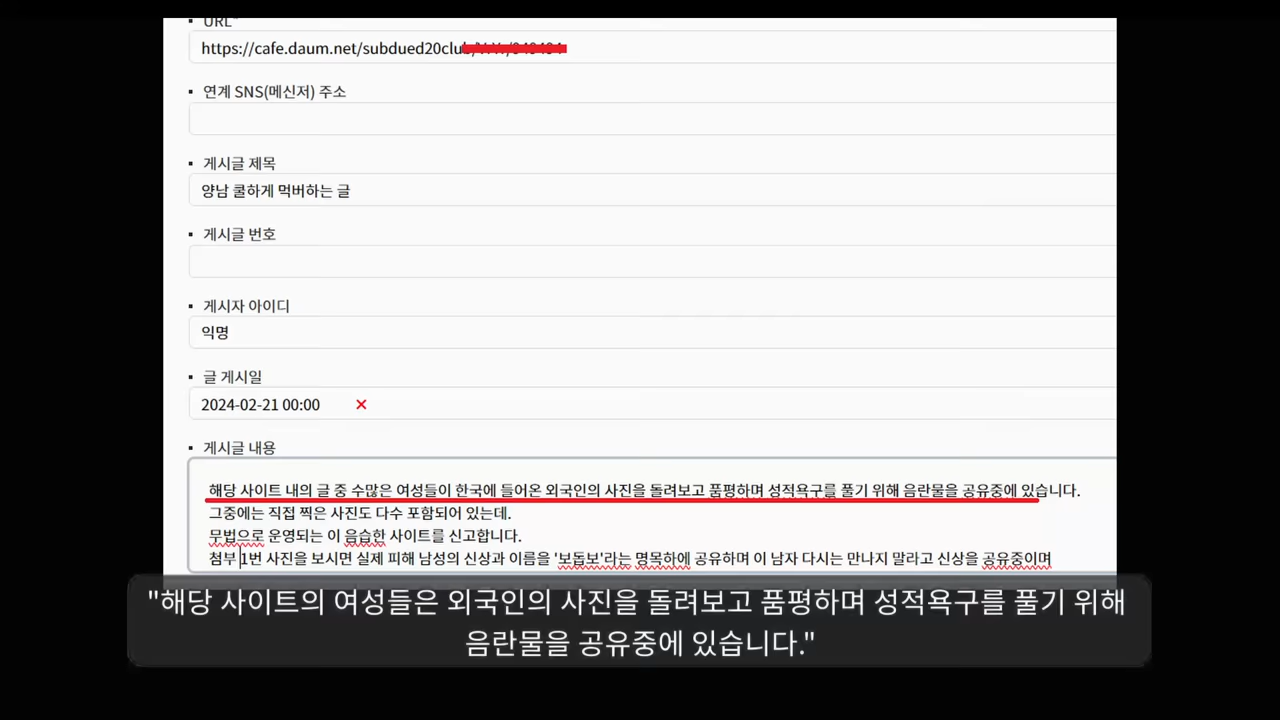 URL*
https://cafe.daum.net/subdued20club
연계 SNS(메신저) 주소
게시글 제목
양남 쿨하게 먹버하는 글
게시글 번호
게시자 아이디
익명
글 게시일
2024-02-21 00:00 ×
게시글 내용
해당 사이트 내의 글 중 수많은 여성들이 한국에 들어온 외국인의 사진을 돌려보고 품평하며 성적욕구를 풀기 위해 음란물을 공유중에 있습니다.
그중에는 직접 찍은 사진도 다수 포함되어 있는데.
무법으로 운영되는 이 음습한 사이트를 신고합니다.
첨부 1번 사진을 보시면 실제 피해 남성의 신상과 이름을 '보돕보'라는 명목하에 공유하며 이 남자 다시는 만나지 말라고 신상을 공유중이며
"해당 사이트의 여성들은 외국인의 사진을 돌려보고 품평하며 성적욕구를 풀기 위해
음란물을 공유중에 있습니다."